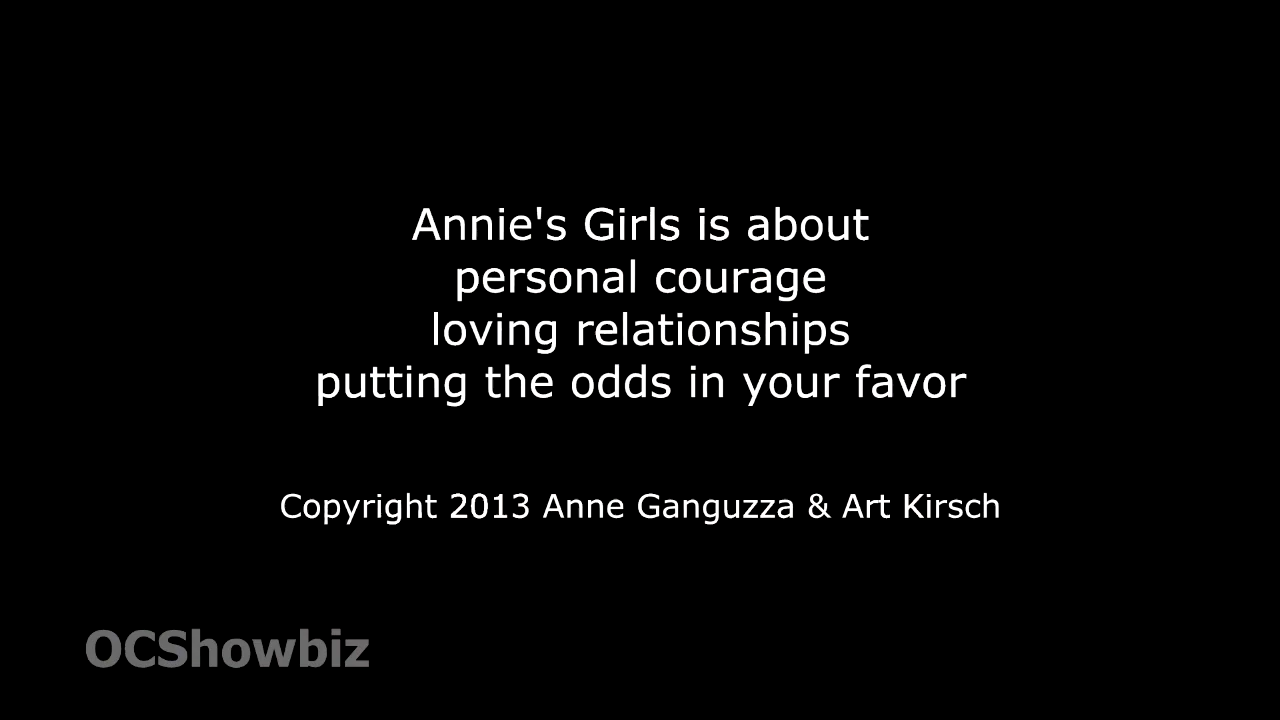 Annie's Girls is about
personal courage
loving relationships
putting the odds in your favor
Copyright 2013 Anne Ganguzza & Art Kirsch
OCShowbiz